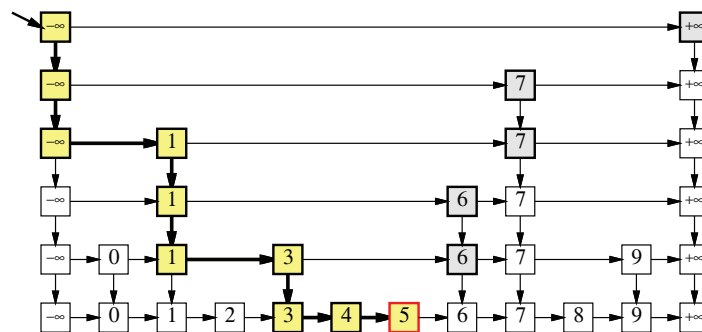 −∞ +∞
−∞ 7 +∞
−∞ 1 7 +∞
−∞ 1 6 7 +∞
−∞ 0 1 3 6 7 9 +∞
−∞ 0 1 2 3 4 5 6 7 8 9 +∞